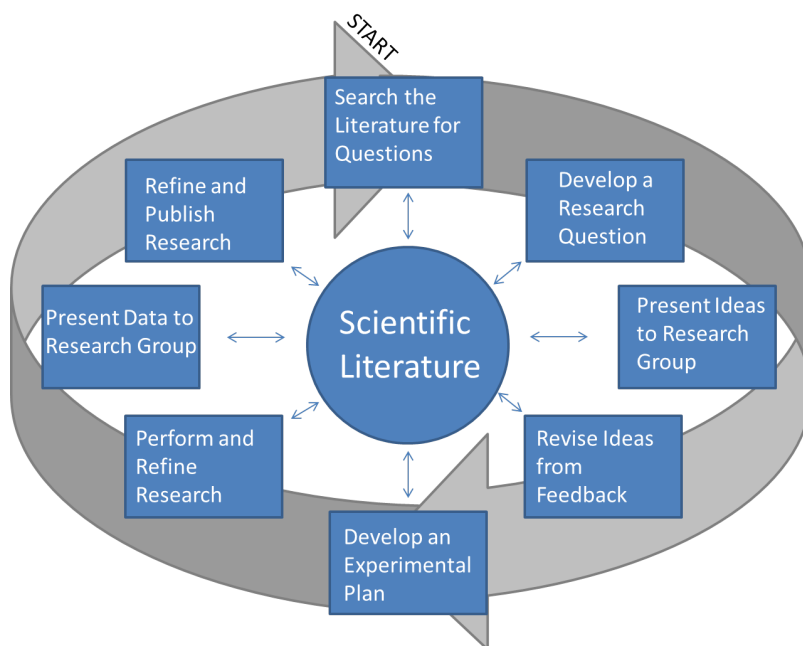 START
Search the
Literature for
Questions
Develop a
Research
Question
Present Ideas
to Research
Group
Revise Ideas
from
Feedback
Develop an
Experimental
Plan
Perform and
Refine
Research
Present Data to
Research Group
Refine and
Publish
Research
Scientific
Literature